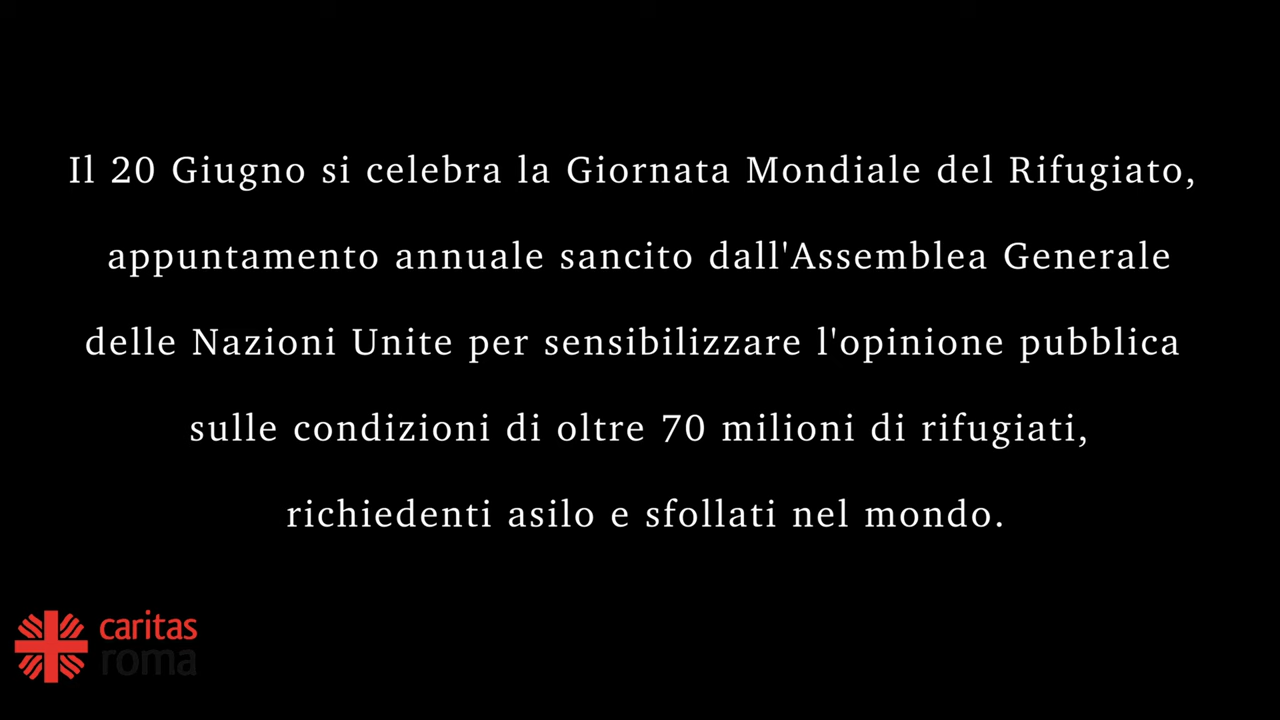 Il 20 Giugno si celebra la Giornata Mondiale del Rifugiato,
appuntamento annuale sancito dall'Assemblea Generale
delle Nazioni Unite per sensibilizzare l'opinione pubblica
sulle condizioni di oltre 70 milioni di rifugiati,
richiedenti asilo e sfollati nel mondo.
caritas
roma